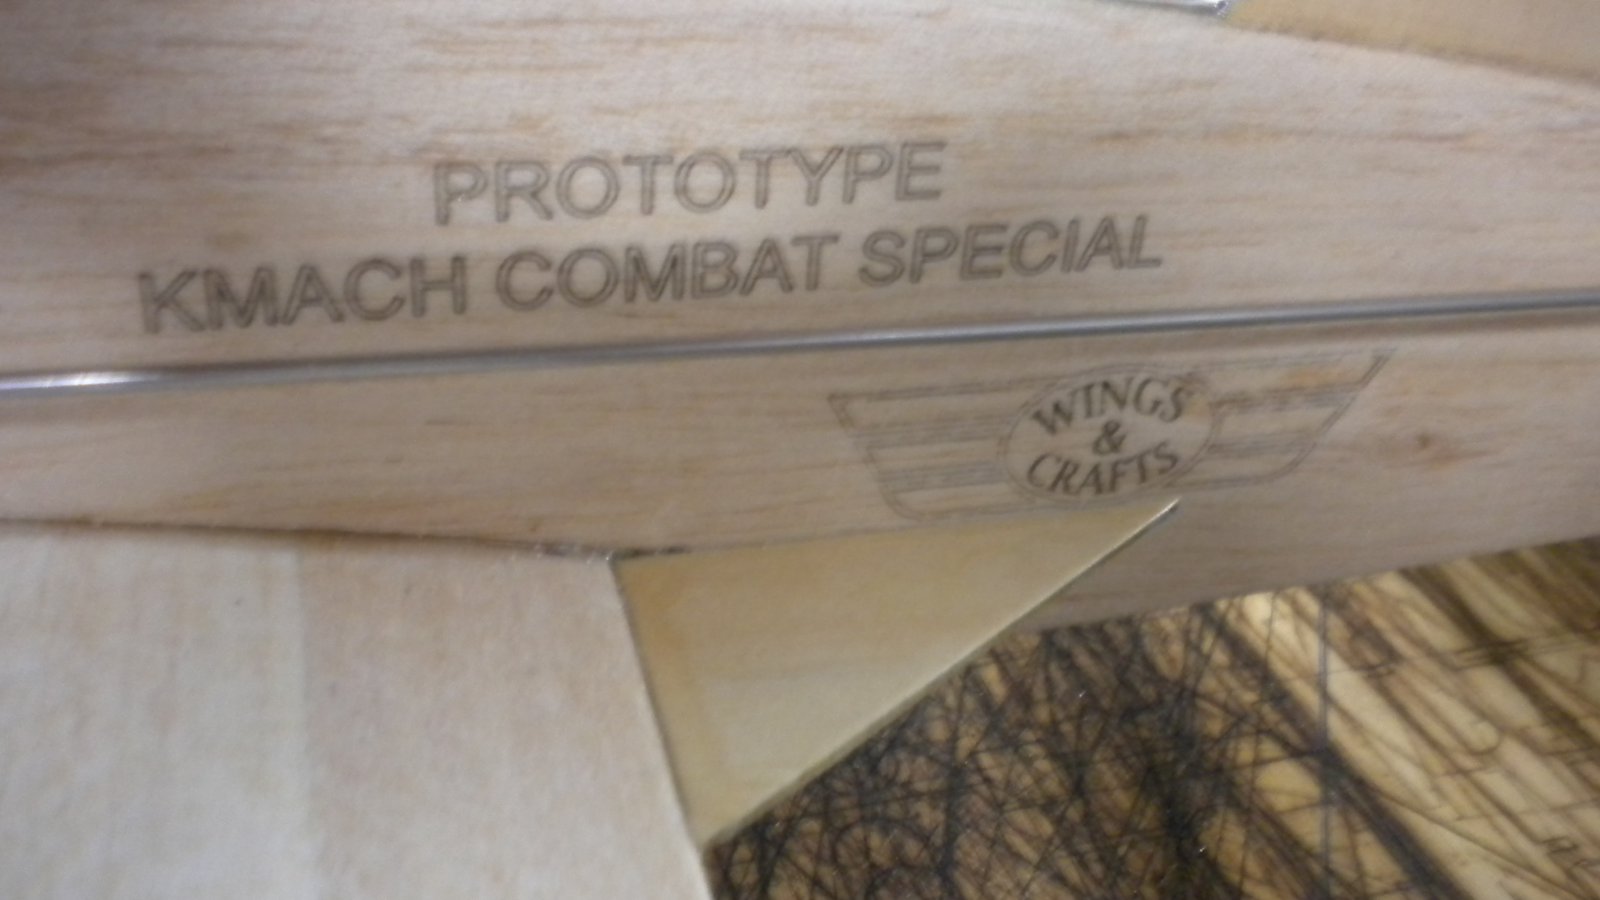 PROTOTYPE
KMACH COMBAT SPECIAL
WINGS
&
CRAFTS